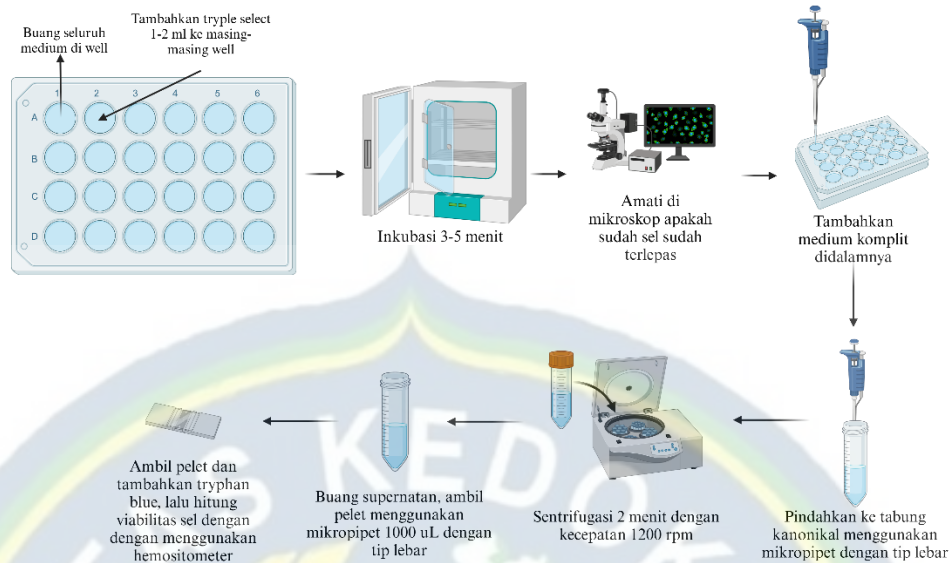 Buang seluruh
medium di well
Tambahkan tryple select
1-2 ml ke masing-
masing well
1 2 3 4 5 6
A
B
C
D
Inkubasi 3-5 menit
Amati di
mikroskop apakah
sudah sel sudah
terlepas
Tambahkan
medium komplit
didalamnya
Pindahkan ke tabung
kanonikal menggunakan
mikropipet dengan tip lebar
Sentrifugasi 2 menit dengan
kecepatan 1200 rpm
Buang supernatan, ambil
pelet menggunakan
mikropipet 1000 uL dengan
tip lebar
Ambil pelet dan
tambahkan tryphan
blue, lalu hitung
viabilitas sel dengan
dengan menggunakan
hemositometer
S KEDOK